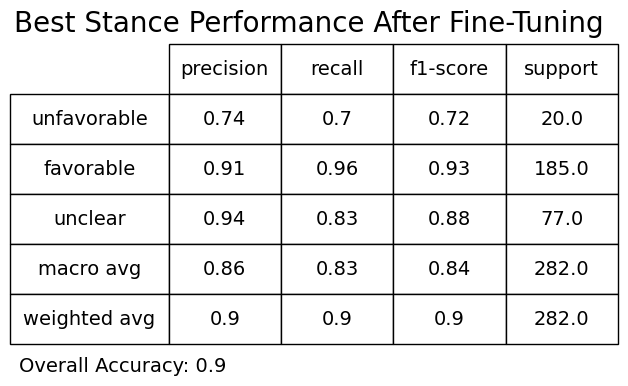 Best Stance Performance After Fine-Tuning
precision recall f1-score support
unfavorable 0.74 0.7 0.72 20.0
favorable 0.91 0.96 0.93 185.0
unclear 0.94 0.83 0.88 77.0
macro avg 0.86 0.83 0.84 282.0
weighted avg 0.9 0.9 0.9 282.0
Overall Accuracy: 0.9